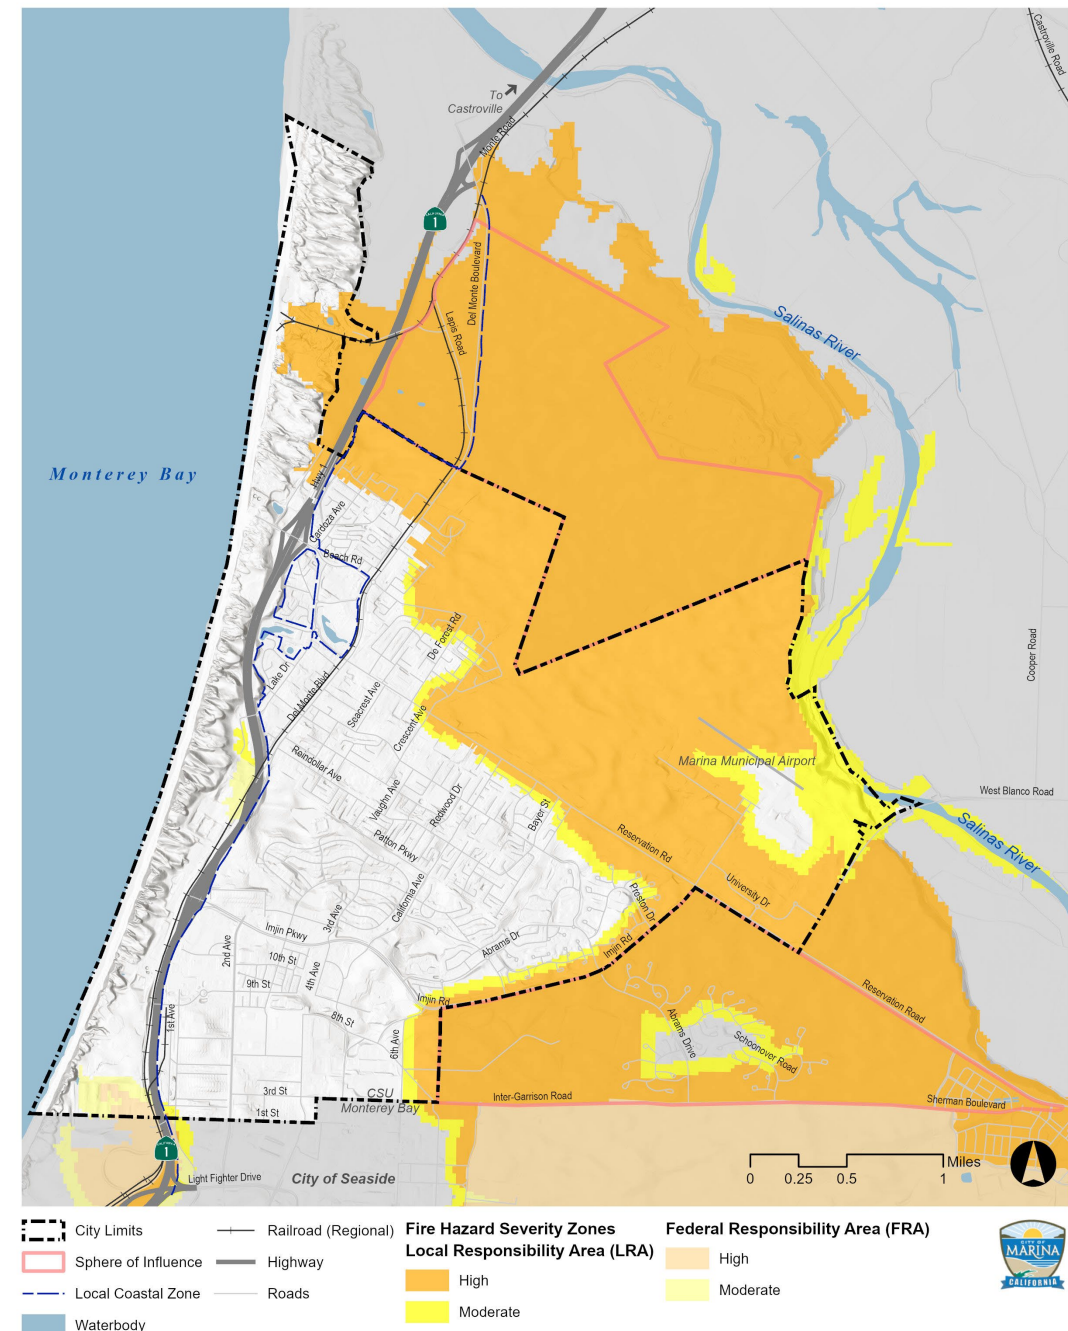 Castroville Road
To
Castroville
Monte Road
CALIFORNIA
1
Del Monte Boulevard
Lapis Road
Salinas River
Monterey Bay
Hwy 1
Cardoza Ave
Beach Rd
De Forest Rd
Cooper Road
Lake Dr
Del Monte Blvd
Seacrest Ave
Crescent Ave
Reindollar Ave
Marina Municipal Airport
West Blanco Road
Vaughn Ave
Redwood Dr
Bayer St
Salinas River
Patton Pkwy
Reservation Rd
California Ave
Preston Dr
University Dr
3rd Ave
Imjin Pkwy
2nd Ave
10th St
Abrams Dr
Imjin Rd
4th Ave
9th St
Imjin Rd
Reservation Road
1st Ave
8th St
6th Ave
Abrams Drive
Schoonover Road
3rd St
CSU
Monterey Bay
Inter-Garrison Road
Sherman Boulevard
1st St
CALIFORNIA
1
Light Fighter Drive
City of Seaside
Miles
0 0.25 0.5 1
City Limits
Sphere of Influence
Local Coastal Zone
Waterbody
Railroad (Regional)
Highway
Roads
Fire Hazard Severity Zones
Local Responsibility Area (LRA)
High
Moderate
Federal Responsibility Area (FRA)
High
Moderate
CITY OF
MARINA
CALIFORNIA